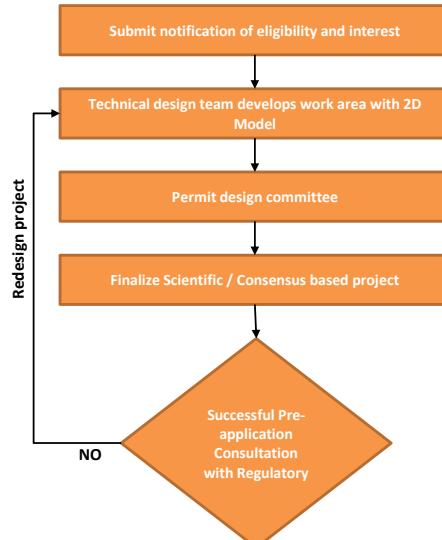 Submit notification of eligibility and interest
Technical design team develops work area with 2D
Model
Permit design committee
Finalize Scientific / Consensus based project
Redesign project
Successful Pre-
application
Consultation
with Regulatory
NO